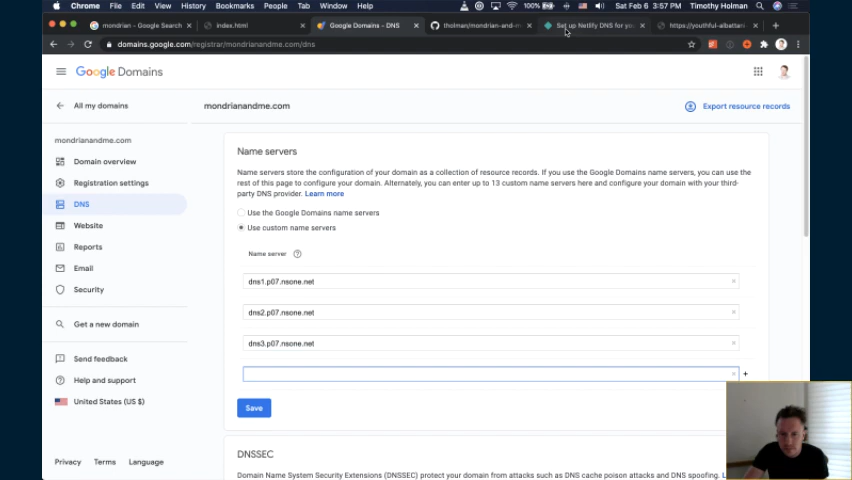 Chrome File Edit View History Bookmarks People Tab Window Help
100% Sat Feb 6 3:57 PM Timothy Holman
mondrian - Google Search
index.html
Google Domains - DNS
tholman/mondrian-and-m
Set up Netlify DNS for yo
https://youthful-albattani
domains.google.com/registrar/mondrianandme.com/dns
Google Domains
All my domains
mondrianandme.com
Export resource records
mondrianandme.com
Domain overview
Registration settings
DNS
Website
Reports
Email
Security
Get a new domain
Send feedback
Help and support
United States (US $)
Privacy Terms Language
Name servers
Name servers store the configuration of your domain as a collection of resource records. If you use the Google Domains name servers, you can use the
rest of this page to configure your domain. Alternatively, you can enter up to 13 custom name servers here and configure your domain with your third-
party DNS provider. Learn more
Use the Google Domains name servers
Use custom name servers
Name server
dns1.p07.nsone.net
dns2.p07.nsone.net
dns3.p07.nsone.net
Save
DNSSEC
Domain Name System Security Extensions (DNSSEC) protect your domain from attacks such as DNS cache poison attacks and DNS spoofing.